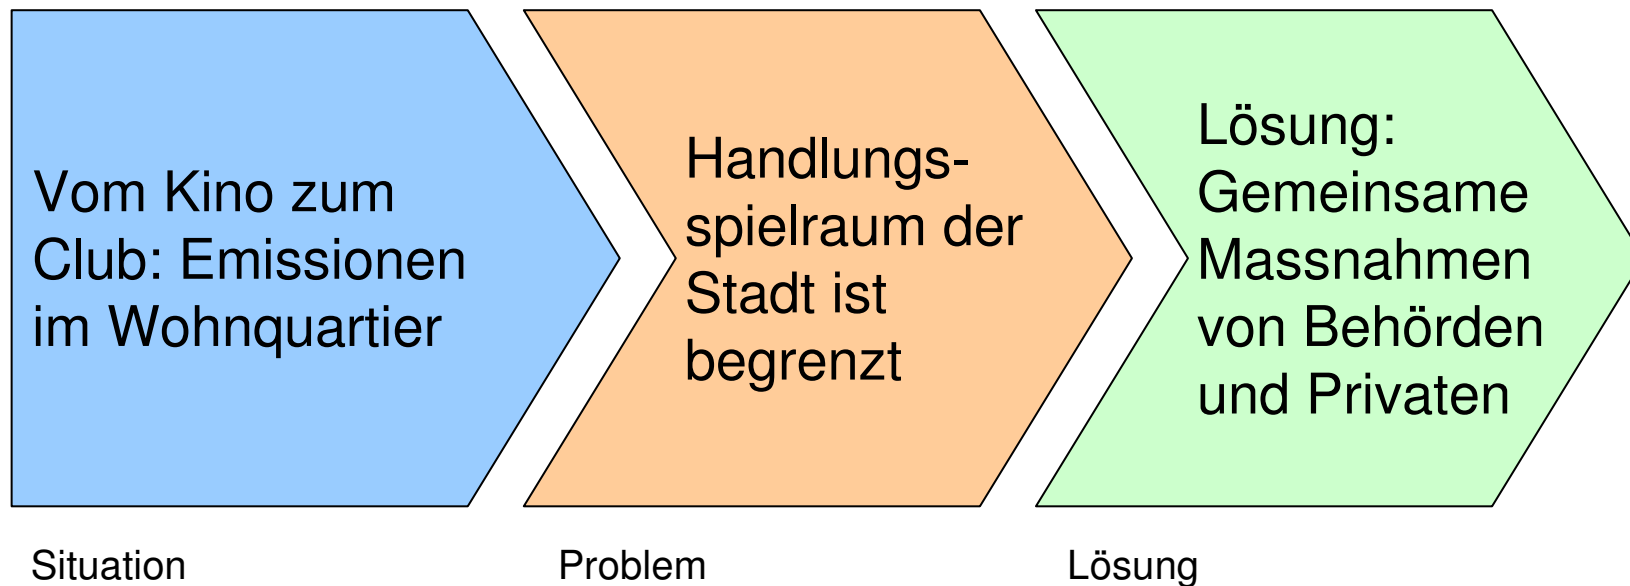 Vom Kino zum
Club: Emissionen
im Wohnquartier
Handlungs-
spielraum der
Stadt ist
begrenzt
Lösung:
Gemeinsame
Massnahmen
von Behörden
und Privaten
Situation
Problem
Lösung